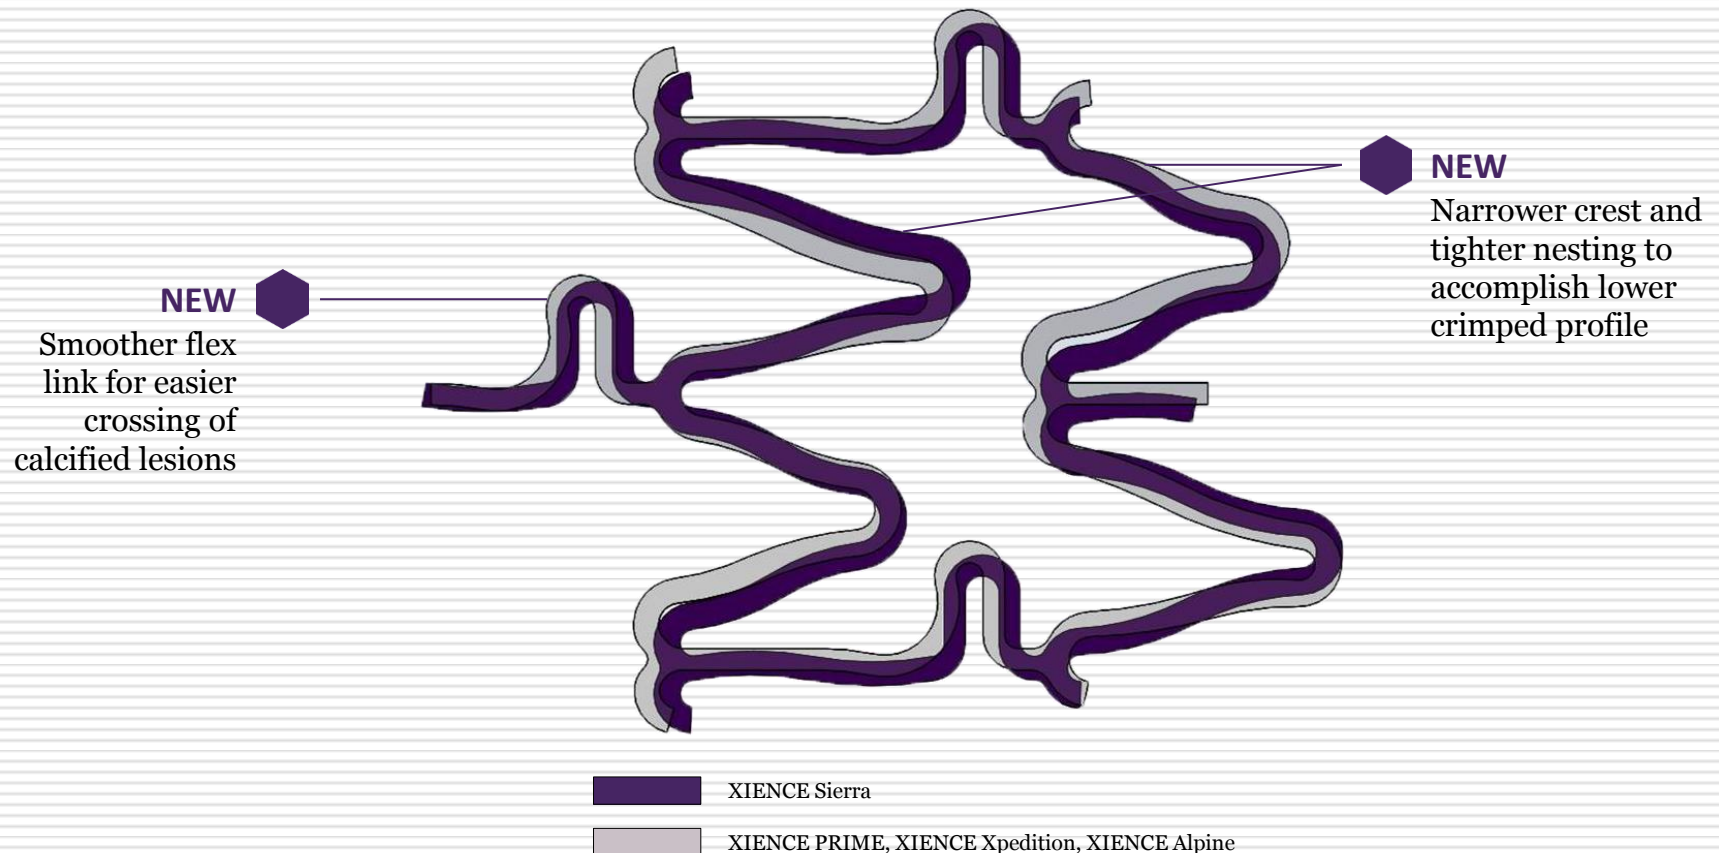 NEW
Narrower crest and
tighter nesting to
accomplish lower
crimped profile
NEW
Smoother flex
link for easier
crossing of
calcified lesions
XIENCE Sierra
XIENCE PRIME, XIENCE Xpedition, XIENCE Alpine